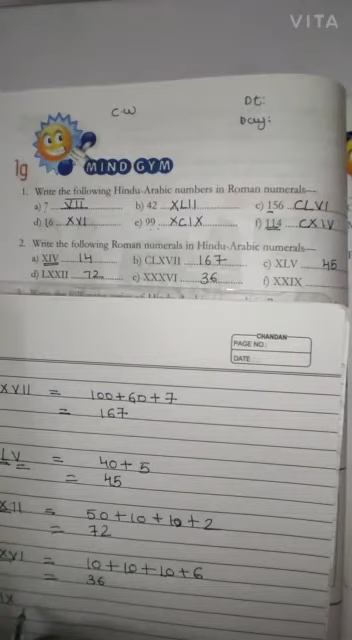 VITA
C.W
Dt:
Day:
1g MIND GYM
1. Write the following Hindu-Arabic numbers in Roman numerals—
a) 7 VII b) 42 XLII c) 156 CLVI
d) 16 XVI e) 99 XCIX f) 114 CXIV
2. Write the following Roman numerals in Hindu-Arabic numerals—
a) XIV 14 b) CLXVII 167 c) XLV 45
d) LXXII 72 e) CXXXVI 36 f) XXIX
CHANDAN
PAGE NO.:
DATE:
XVII = 100+60+7
= 167
LV = 40+5
= 45
XII = 50+10+10+2
= 72
XVI = 10+10+10+6
= 36
IX